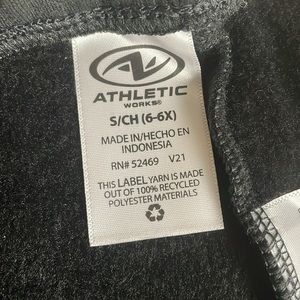 ATHLETIC
WORKS®
S/CH (6-6X)
MADE IN/HECHO EN
INDONESIA
RN# 52469 V21
THIS LABEL YARN IS MADE
OUT OF 100% RECYCLED
POLYESTER MATERIALS